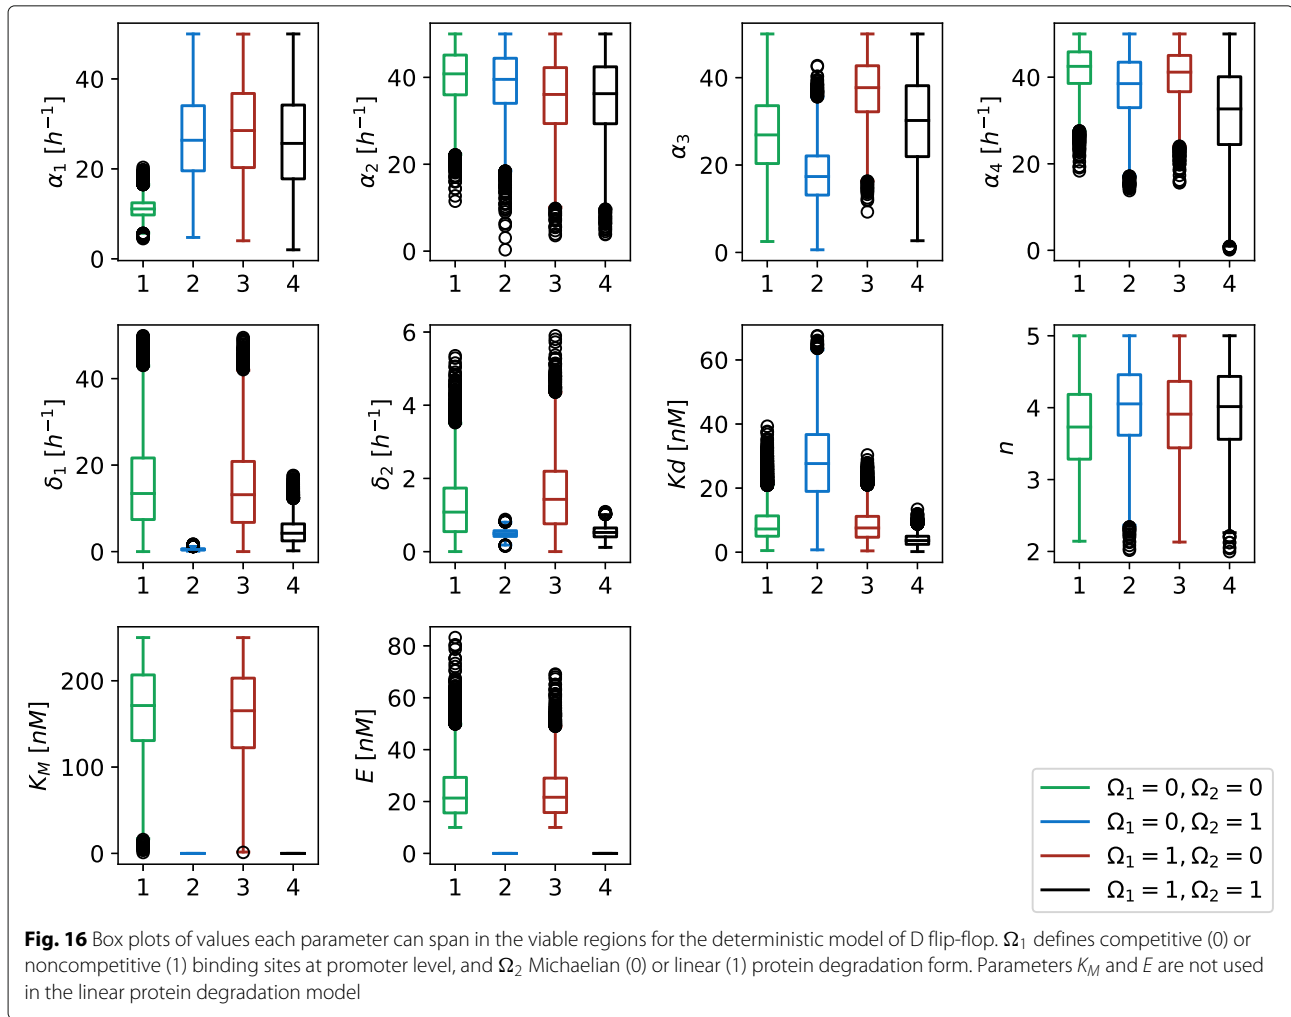 α₁ [h⁻¹]
40
20
0
1 2 3 4
α₂ [h⁻¹]
40
20
0
1 2 3 4
α₃
40
20
0
1 2 3 4
α₄ [h⁻¹]
40
20
0
1 2 3 4
δ₁ [h⁻¹]
40
20
0
1 2 3 4
δ₂ [h⁻¹]
6
4
2
0
1 2 3 4
Kd [nM]
60
40
20
0
1 2 3 4
n
5
4
3
2
1 2 3 4
K_M [nM]
200
100
0
1 2 3 4
E [nM]
80
60
40
20
0
1 2 3 4
Ω₁ = 0, Ω₂ = 0
Ω₁ = 0, Ω₂ = 1
Ω₁ = 1, Ω₂ = 0
Ω₁ = 1, Ω₂ = 1
Fig. 16 Box plots of values each parameter can span in the viable regions for the deterministic model of D flip-flop. Ω₁ defines competitive (0) or
noncompetitive (1) binding sites at promoter level, and Ω₂ Michaelian (0) or linear (1) protein degradation form. Parameters K_M and E are not used
in the linear protein degradation model